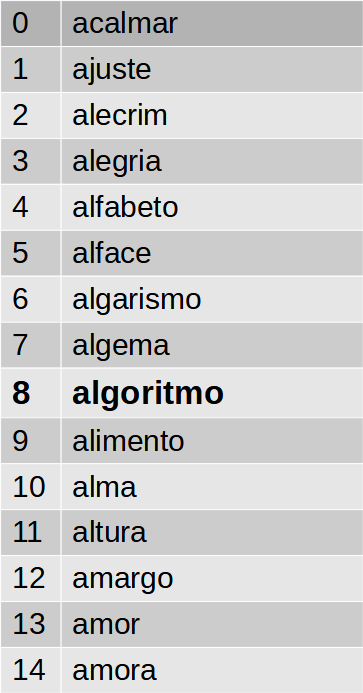 0 acalmar
1 ajuste
2 alecrim
3 alegria
4 alfabeto
5 alface
6 algarismo
7 algema
8 algoritmo
9 alimento
10 alma
11 altura
12 amargo
13 amor
14 amora